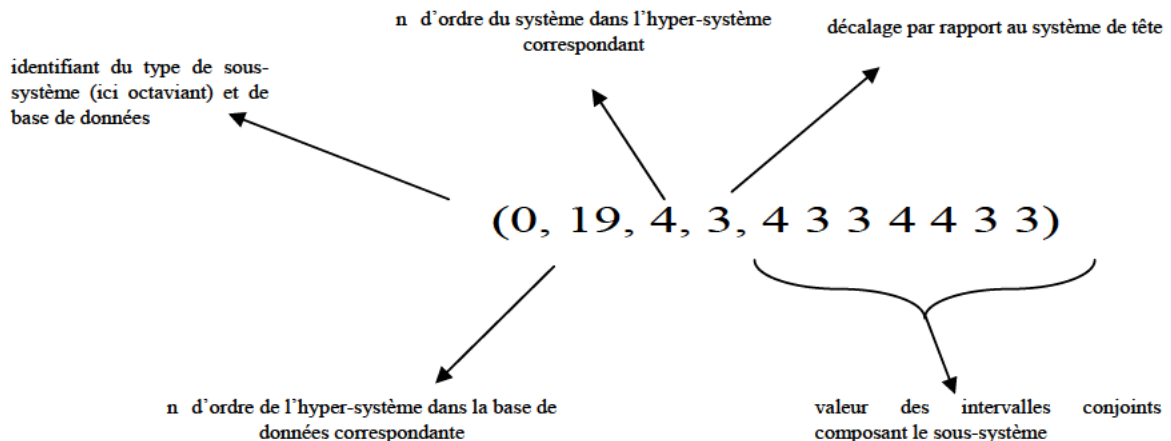 n d'ordre du système dans l'hyper-système
correspondant
décalage par rapport au système de tête
identifiant du type de sous-
système (ici octaviant) et de
base de données
(0, 19, 4, 3, 4 3 3 4 4 3 3)
n d'ordre de l'hyper-système dans la base de
données correspondante
valeur des intervalles conjoints
composant le sous-système